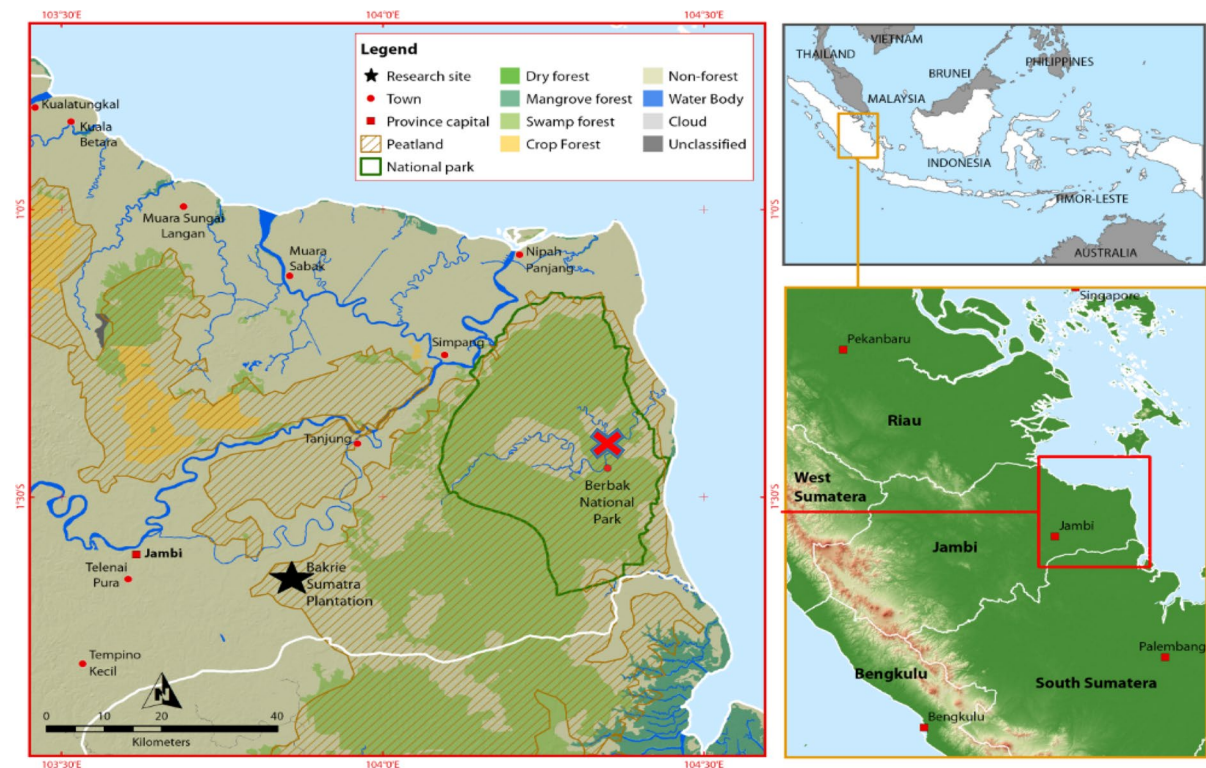 103°30'E
104°0'E
104°30'E
Legend
Research site
Town
Province capital
Peatland
National park
Dry forest
Mangrove forest
Swamp forest
Crop Forest
Non-forest
Water Body
Cloud
Unclassified
Kualatungkal
Kuala
Betara
1°0'S
1°0'S
Muara Sungai
Langan
Muara
Sabak
Nipah
Panjang
Simpang
Tanjung
Berbak
National
Park
1°30'S
1°30'S
Jambi
Telenai
Pura
Bakrie
Sumatra
Plantation
Tempino
Kecil
N
0 10 20 40
Kilometers
103°30'E
104°0'E
104°30'E
VIETNAM
THAILAND
PHILIPPINES
BRUNEI
MALAYSIA
INDONESIA
TIMOR-LESTE
AUSTRALIA
Singapore
Pekanbaru
Riau
West
Sumatera
Jambi
Jambi
Palembang
Bengkulu
South Sumatera
Bengkulu